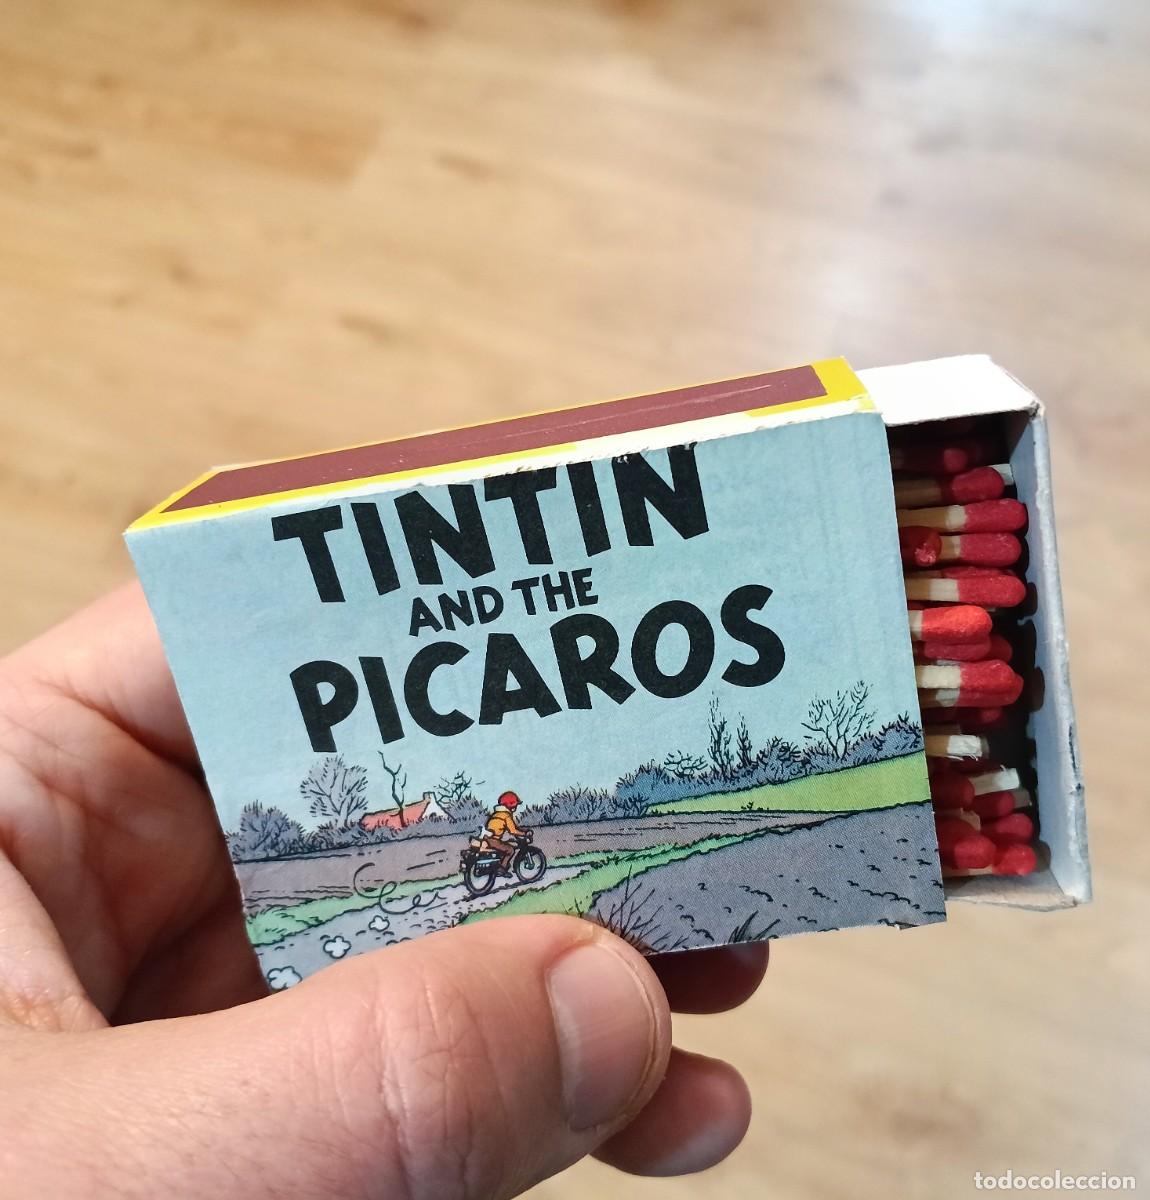 TINTIN
AND THE
PICAROS
todocoleccion